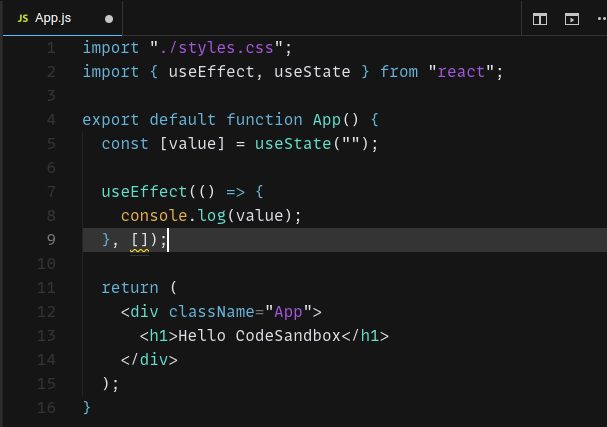 JS App.js
1 import "./styles.css";
2 import { useEffect, useState } from "react";
3
4 export default function App() {
5   const [value] = useState("");
6
7   useEffect(() => {
8     console.log(value);
9   }, []);
10
11   return (
12     <div className="App">
13       <h1>Hello CodeSandbox</h1>
14     </div>
15   );
16 }